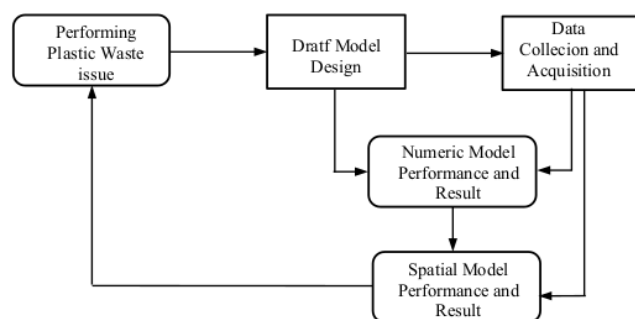 Performing
Plastic Waste
issue
Dratf Model
Design
Data
Collecion and
Acquisition
Numeric Model
Performance and
Result
Spatial Model
Performance and
Result